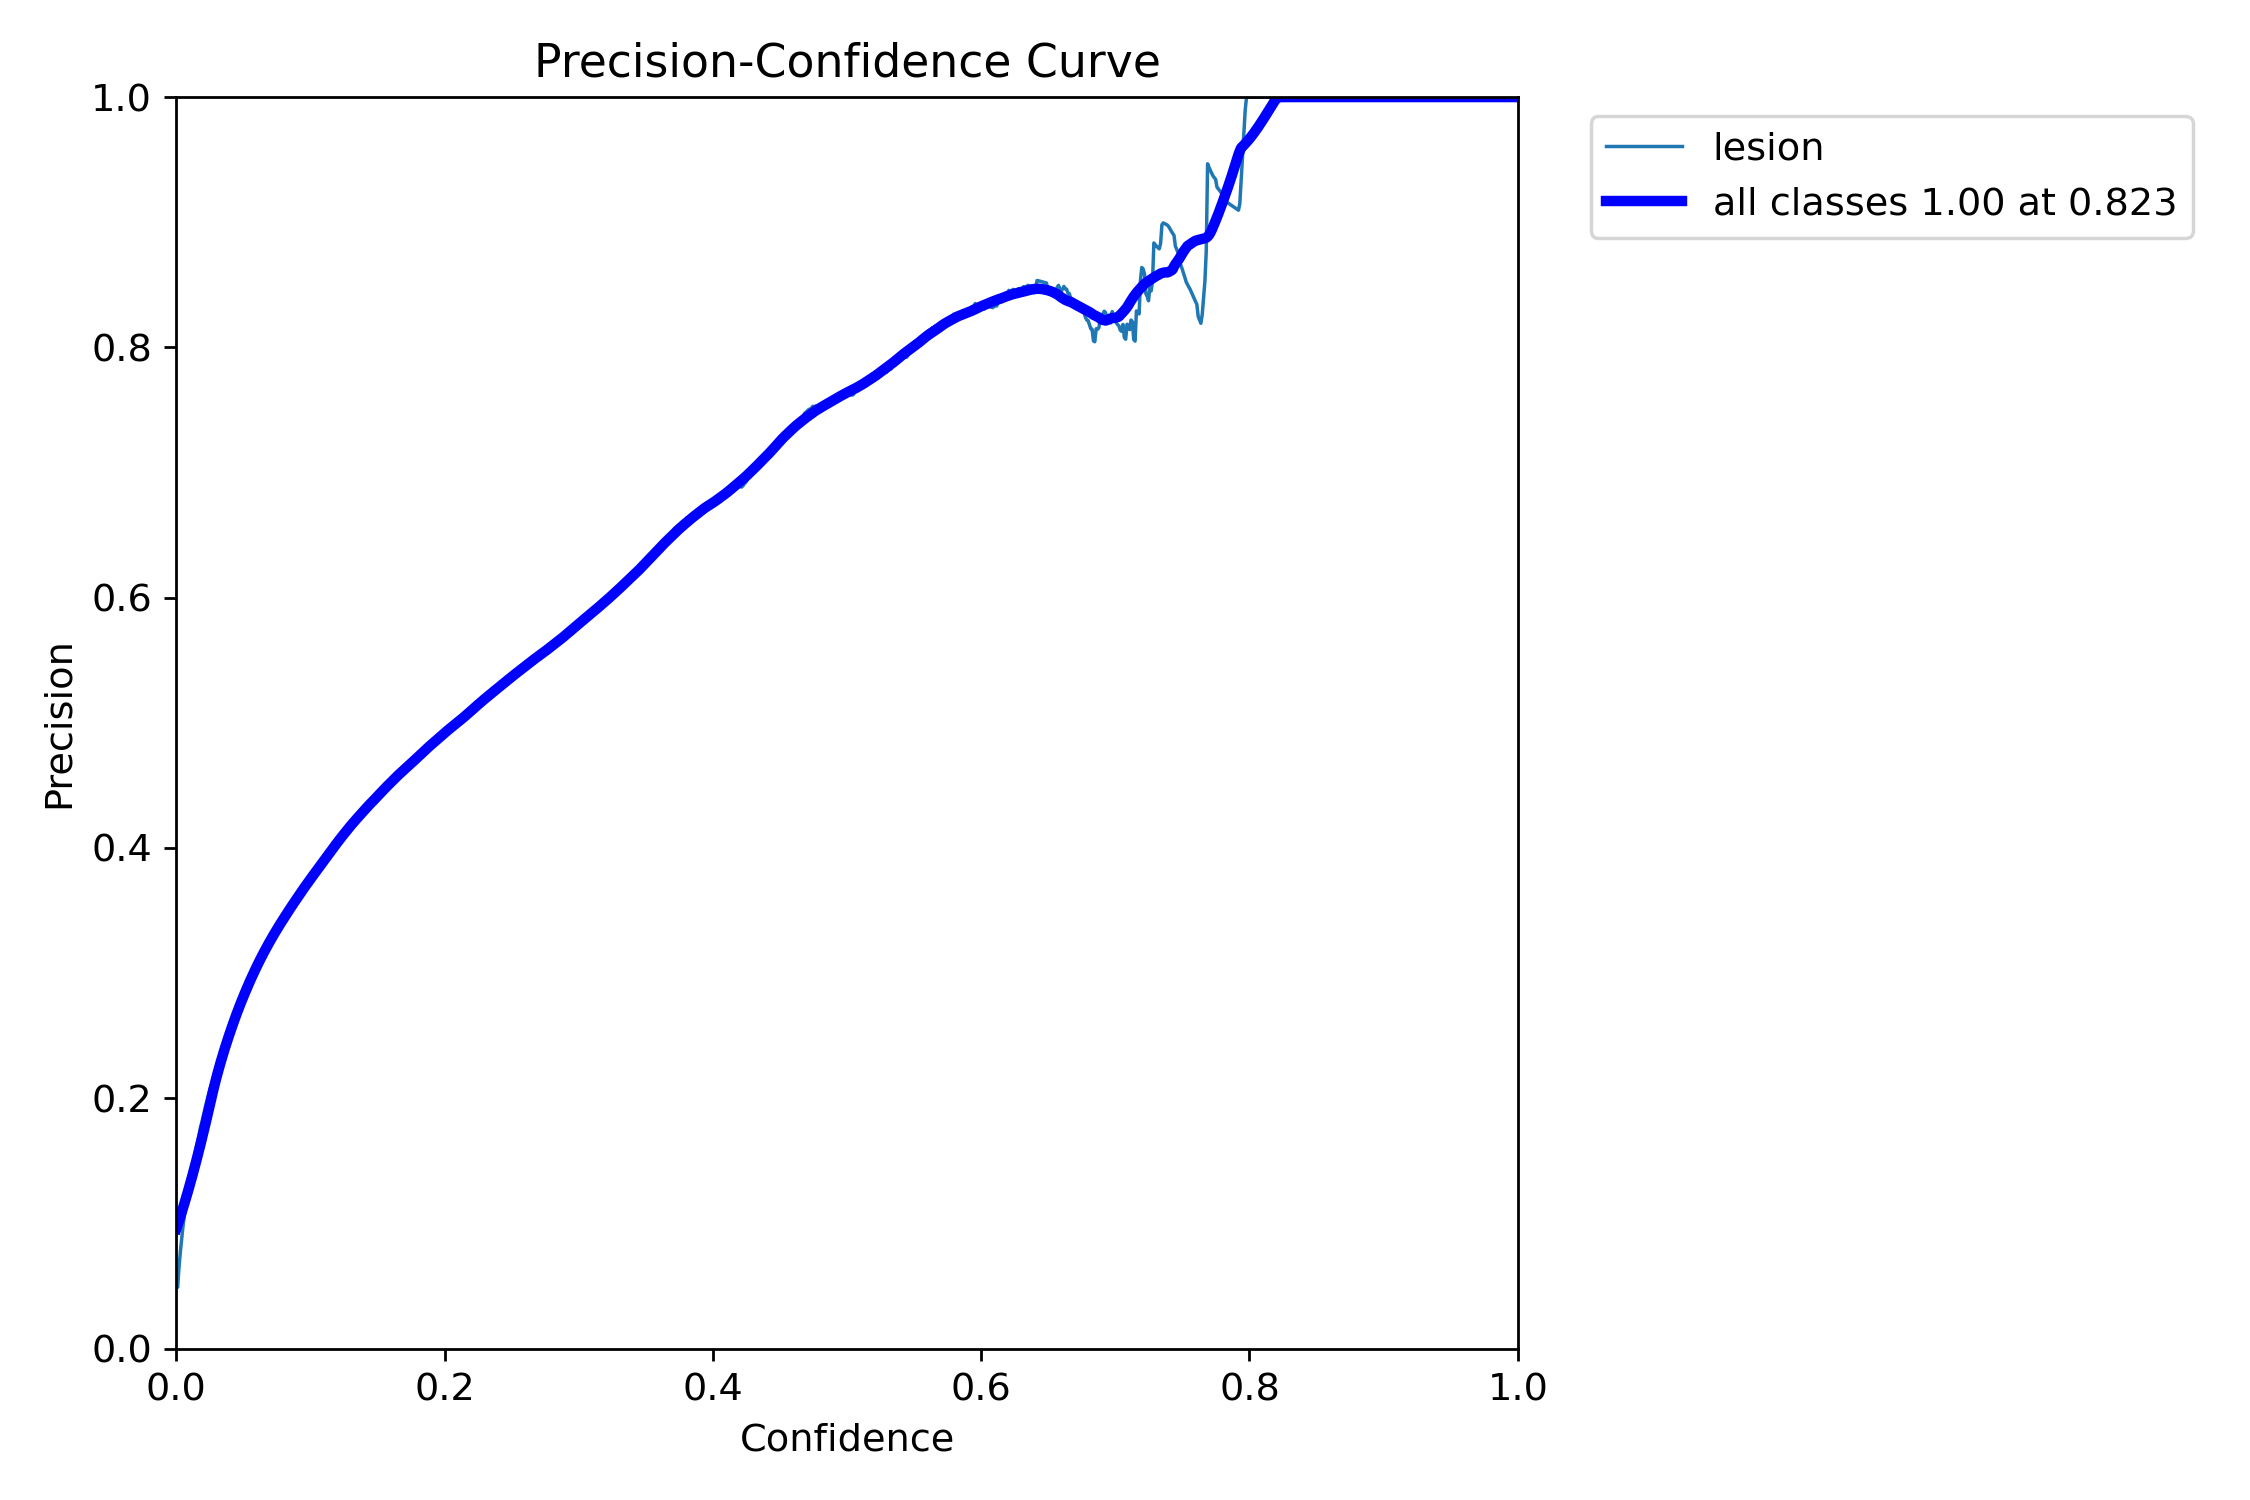 Precision-Confidence Curve
1.0
0.8
0.6
0.4
0.2
0.0
Precision
0.0 0.2 0.4 0.6 0.8 1.0
Confidence
lesion
all classes 1.00 at 0.823